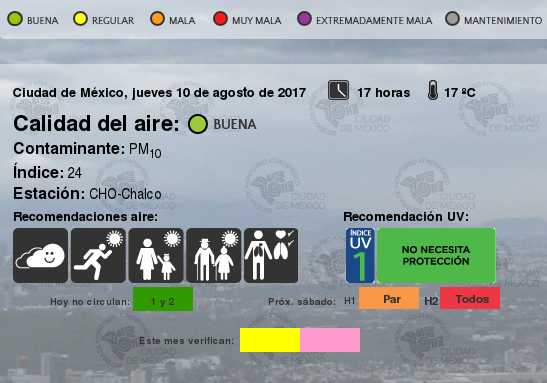 BUENA REGULAR MALA MUY MALA EXTREMADAMENTE MALA MANTENIMIENTO
Ciudad de México, jueves 10 de agosto de 2017 17 horas 17 ºC
Calidad del aire: BUENA
Contaminante: PM10
Índice: 24
Estación: CHO-Chalco
Recomendaciones aire: Recomendación UV:
ÍNDICE
UV
1
NO NECESITA
PROTECCIÓN
Hoy no circulan: 1 y 2 Próx. sábado: H1 Par H2 Todos
Este mes verifican:
CIUDAD
DE MÉXICO